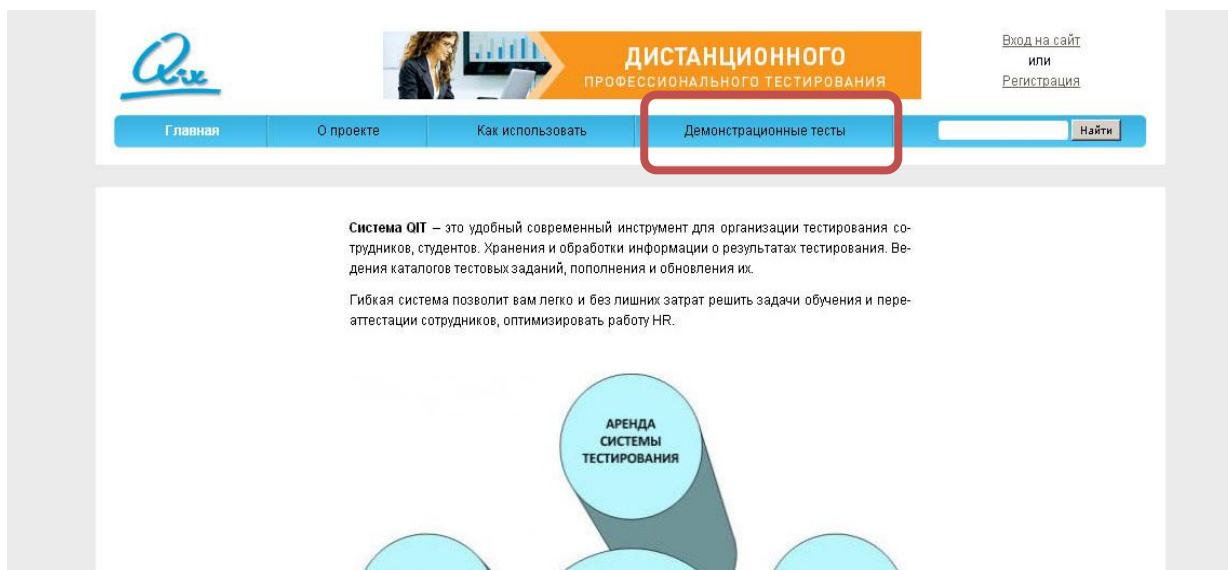 Qix
ДИСТАНЦИОННОГО
ПРОФЕССИОНАЛЬНОГО ТЕСТИРОВАНИЯ
Вход на сайт
или
Регистрация
Главная
О проекте
Как использовать
Демонстрационные тесты
Найти
Система QIT – это удобный современный инструмент для организации тестирования со-
трудников, студентов. Хранения и обработки информации о результатах тестирования. Ве-
дения каталогов тестовых заданий, пополнения и обновления их.
Гибкая система позволит вам легко и без лишних затрат решить задачи обучения и пере-
аттестации сотрудников, оптимизировать работу HR.
АРЕНДА
СИСТЕМЫ
ТЕСТИРОВАНИЯ